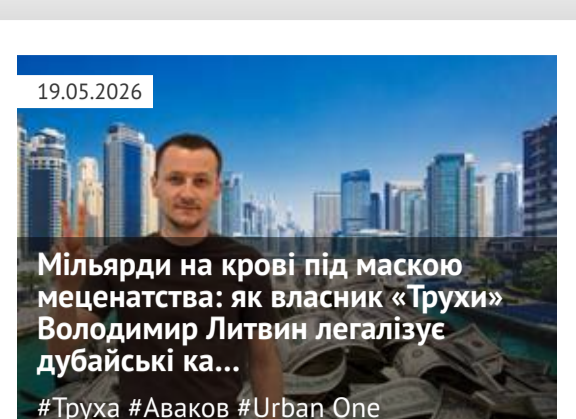 19.05.2026
Мільярди на крові під маскою
меценатства: як власник «Трухи»
Володимир Литвин легалізує
дубайські ка...
#Труха #Аваков #Urban One